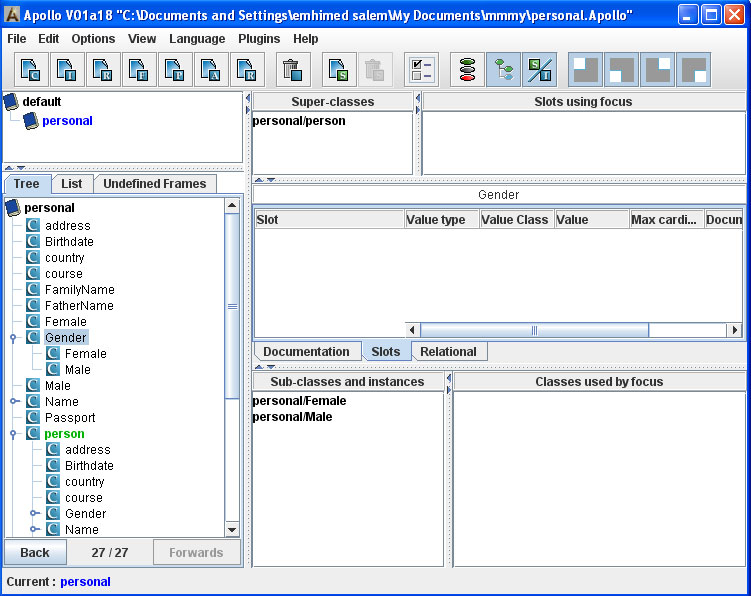 Apollo V01a18 "C:\Documents and Settings\emhimed salem\My Documents\mmmy\personal.Apollo"
File Edit Options View Language Plugins Help
C I R F P A R S S S/I
default
personal
Super-classes
personal/person
Slots using focus
Tree List Undefined Frames
personal
address
Birthdate
country
course
FamilyName
FatherName
Female
Gender
Female
Male
Male
Name
Passport
person
address
Birthdate
country
course
Gender
Name
Back 27 / 27 Forwards
Gender
Slot Value type Value Class Value Max cardi... Docun
Documentation Slots Relational
Sub-classes and instances
personal/Female
personal/Male
Classes used by focus
Current : personal